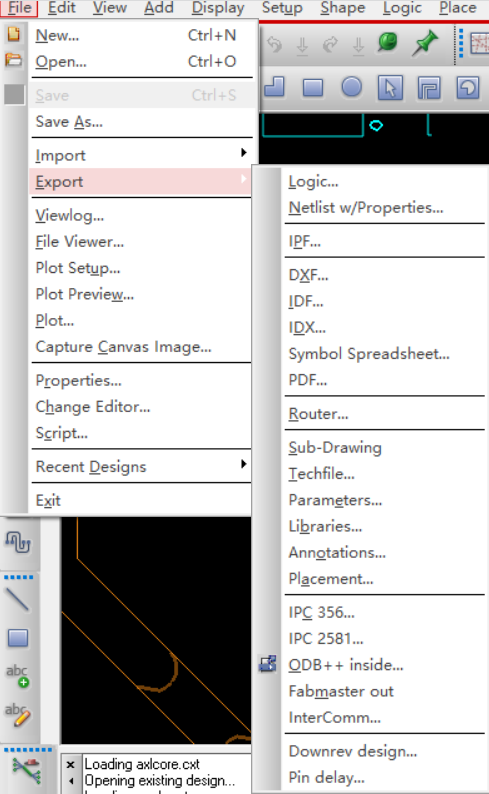 File Edit View Add Display Setup Shape Logic Place
New... Ctrl+N
Open... Ctrl+O
Save Ctrl+S
Save As...
Import
Export
Viewlog...
File Viewer...
Plot Setup...
Plot Preview...
Plot...
Capture Canvas Image...
Properties...
Change Editor...
Script...
Recent Designs
Exit
Logic...
Netlist w/Properties...
IPF...
DXF...
IDF...
IDX...
Symbol Spreadsheet...
PDF...
Router...
Sub-Drawing
Techfile...
Parameters...
Libraries...
Annotations...
Placement...
IPC 356...
IPC 2581...
ODB++ inside...
Fabmaster out
InterComm...
Downrev design...
Pin delay...
abc
abc
Loading axlcore.cxt
Opening existing design...